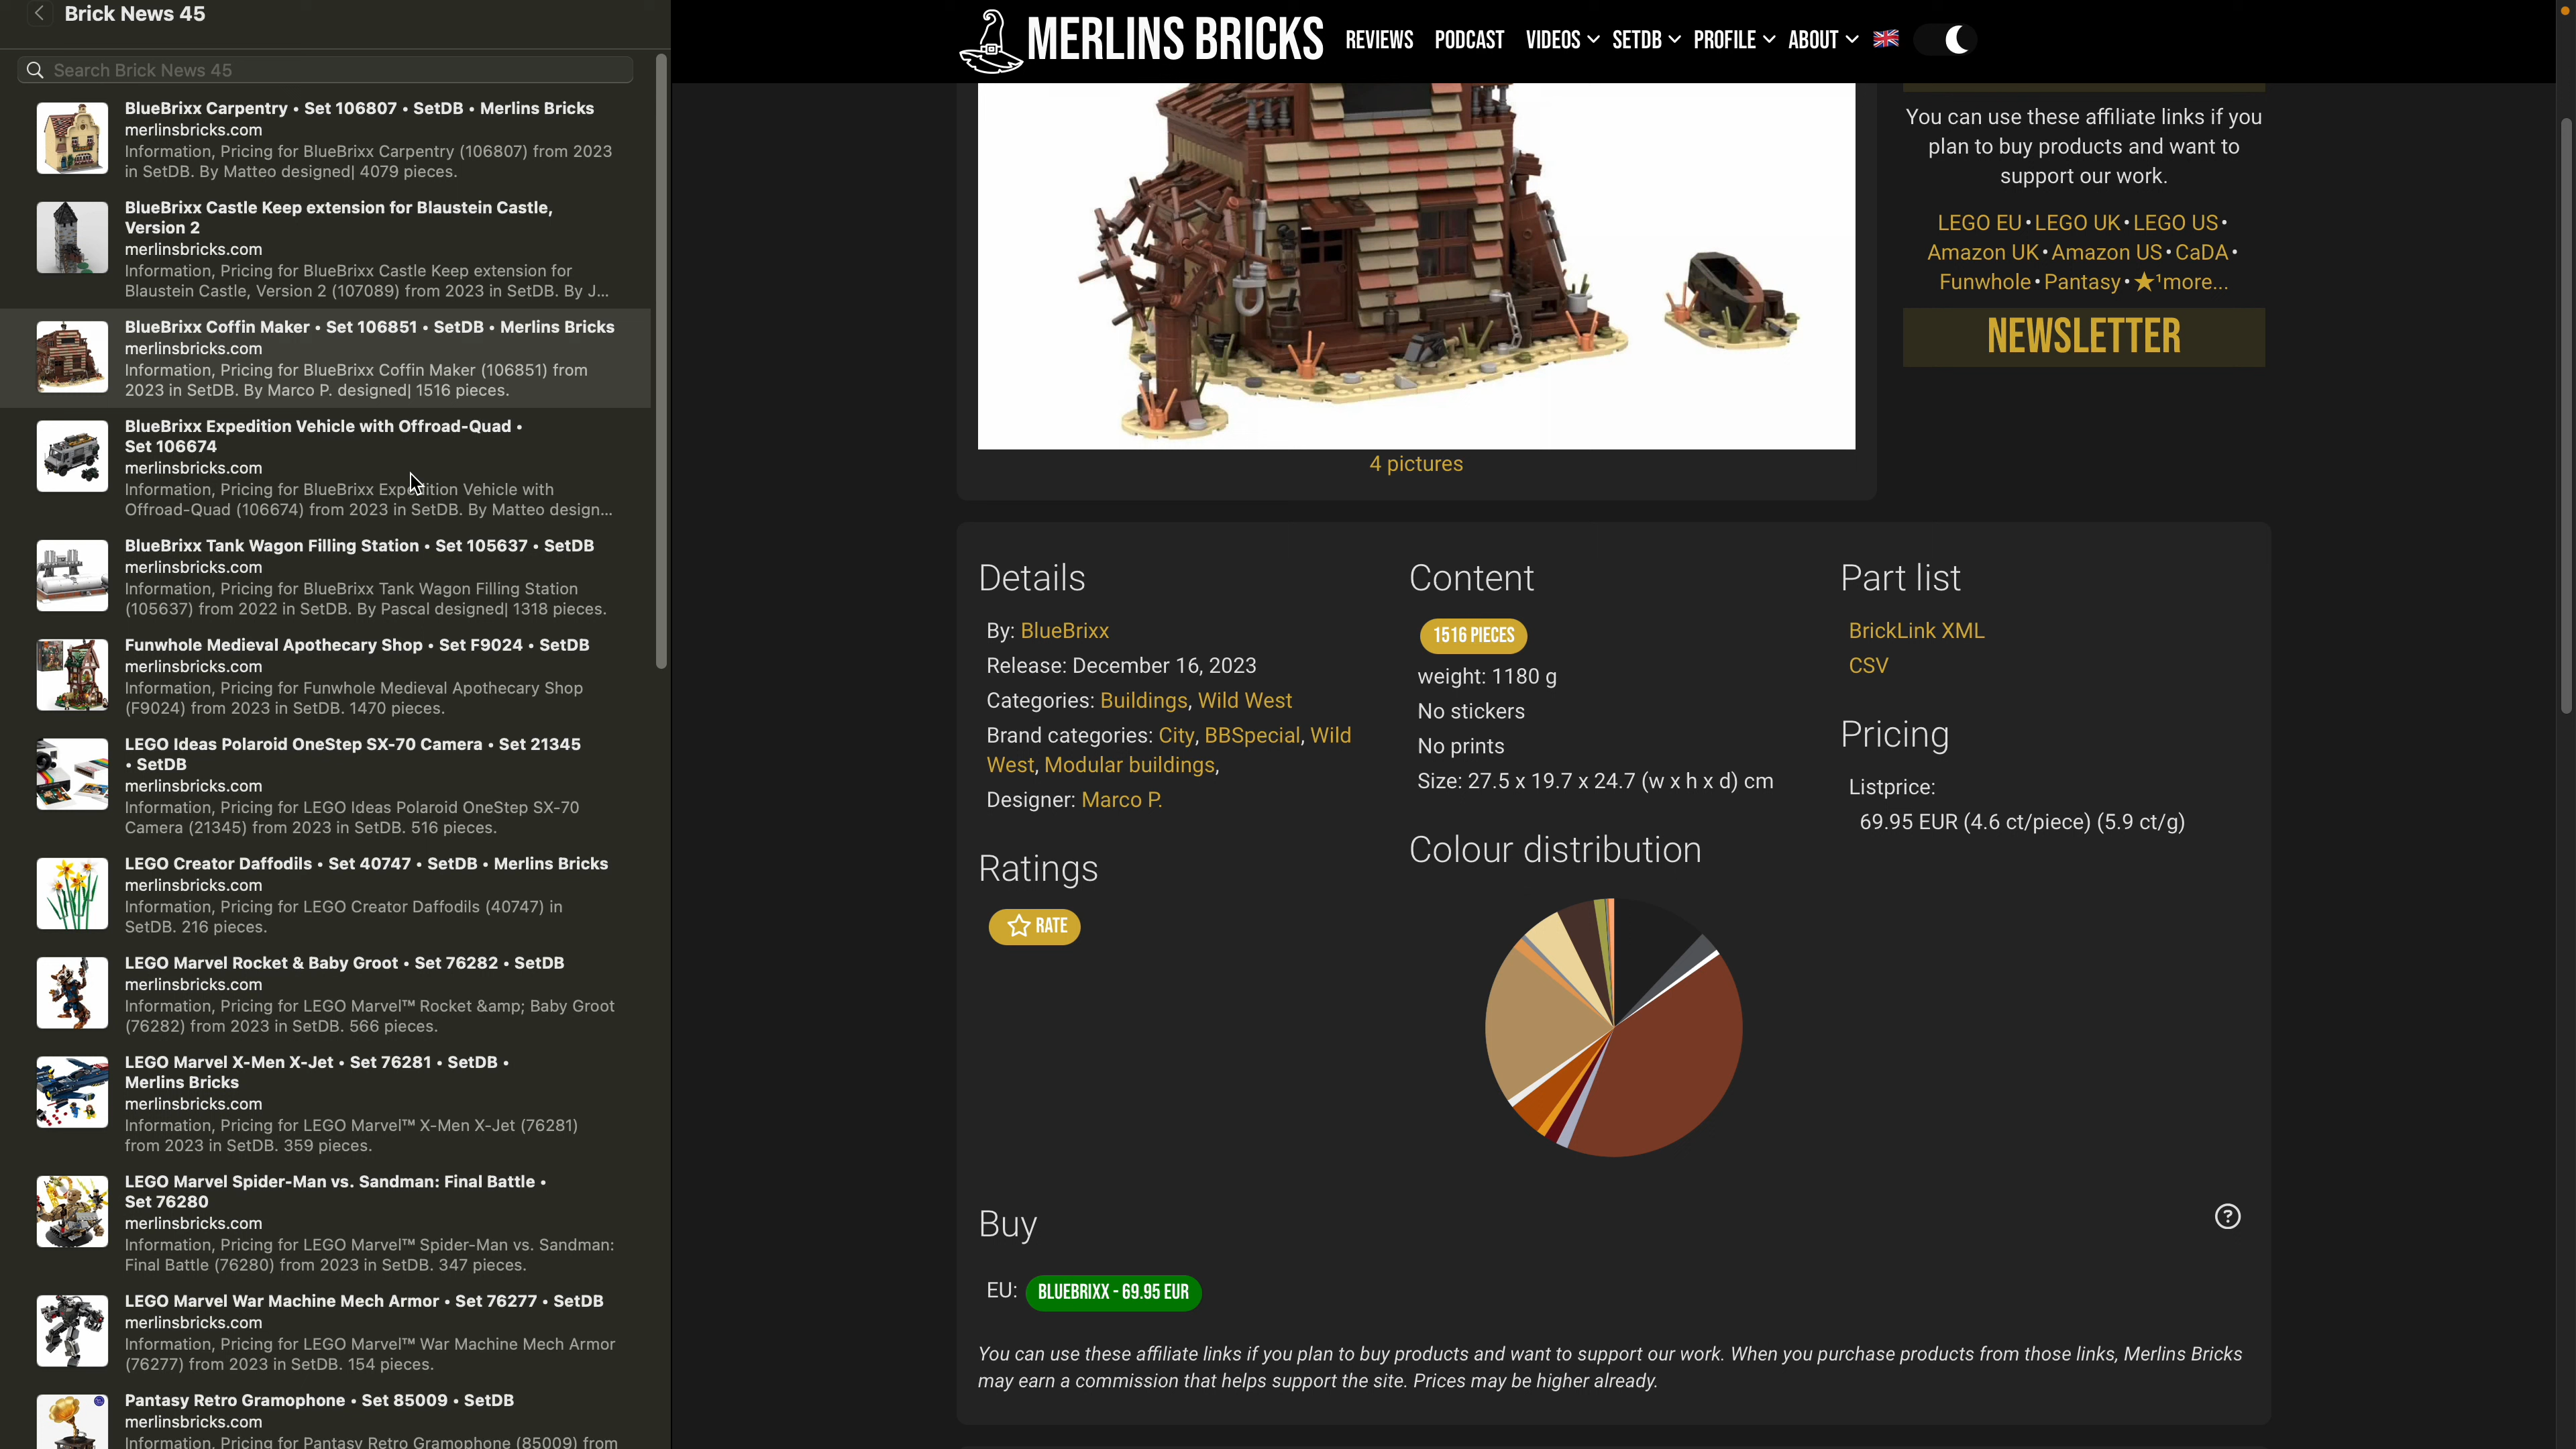 Brick News 45
Search Brick News 45
BlueBrixx Carpentry • Set 106807 • SetDB • Merlins Bricks
merlinsbricks.com
Information, Pricing for BlueBrixx Carpentry (106807) from 2023
in SetDB. By Matteo designed| 4079 pieces.
BlueBrixx Castle Keep extension for Blaustein Castle,
Version 2
merlinsbricks.com
Information, Pricing for BlueBrixx Castle Keep extension for
Blaustein Castle, Version 2 (107089) from 2023 in SetDB. By J...
BlueBrixx Coffin Maker • Set 106851 • SetDB • Merlins Bricks
merlinsbricks.com
Information, Pricing for BlueBrixx Coffin Maker (106851) from
2023 in SetDB. By Marco P. designed| 1516 pieces.
BlueBrixx Expedition Vehicle with Offroad-Quad •
Set 106674
merlinsbricks.com
Information, Pricing for BlueBrixx Expedition Vehicle with
Offroad-Quad (106674) from 2023 in SetDB. By Matteo design...
BlueBrixx Tank Wagon Filling Station • Set 105637 • SetDB
merlinsbricks.com
Information, Pricing for BlueBrixx Tank Wagon Filling Station
(105637) from 2022 in SetDB. By Pascal designed| 1318 pieces.
Funwhole Medieval Apothecary Shop • Set F9024 • SetDB
merlinsbricks.com
Information, Pricing for Funwhole Medieval Apothecary Shop
(F9024) from 2023 in SetDB. 1470 pieces.
LEGO Ideas Polaroid OneStep SX-70 Camera • Set 21345
• SetDB
merlinsbricks.com
Information, Pricing for LEGO Ideas Polaroid OneStep SX-70
Camera (21345) from 2023 in SetDB. 516 pieces.
LEGO Creator Daffodils • Set 40747 • SetDB • Merlins Bricks
merlinsbricks.com
Information, Pricing for LEGO Creator Daffodils (40747) in
SetDB. 216 pieces.
LEGO Marvel Rocket & Baby Groot • Set 76282 • SetDB
merlinsbricks.com
Information, Pricing for LEGO Marvel™ Rocket &amp; Baby Groot
(76282) from 2023 in SetDB. 566 pieces.
LEGO Marvel X-Men X-Jet • Set 76281 • SetDB •
Merlins Bricks
merlinsbricks.com
Information, Pricing for LEGO Marvel™ X-Men X-Jet (76281)
from 2023 in SetDB. 359 pieces.
LEGO Marvel Spider-Man vs. Sandman: Final Battle •
Set 76280
merlinsbricks.com
Information, Pricing for LEGO Marvel™ Spider-Man vs. Sandman:
Final Battle (76280) from 2023 in SetDB. 347 pieces.
LEGO Marvel War Machine Mech Armor • Set 76277 • SetDB
merlinsbricks.com
Information, Pricing for LEGO Marvel™ War Machine Mech Armor
(76277) from 2023 in SetDB. 154 pieces.
Pantasy Retro Gramophone • Set 85009 • SetDB
merlinsbricks.com
Information, Pricing for Pantasy Retro Gramophone (85009) from
MERLINS BRICKS REVIEWS PODCAST VIDEOS SETDB PROFILE ABOUT
4 pictures
You can use these affiliate links if you
plan to buy products and want to
support our work.
LEGO EU • LEGO UK • LEGO US •
Amazon UK • Amazon US • CaDA •
Funwhole • Pantasy • ★¹more...
NEWSLETTER
Details
By: BlueBrixx
Release: December 16, 2023
Categories: Buildings, Wild West
Brand categories: City, BBSpecial, Wild
West, Modular buildings,
Designer: Marco P.
Ratings
RATE
Content
1516 PIECES
weight: 1180 g
No stickers
No prints
Size: 27.5 x 19.7 x 24.7 (w x h x d) cm
Colour distribution
Part list
BrickLink XML
CSV
Pricing
Listprice:
69.95 EUR (4.6 ct/piece) (5.9 ct/g)
Buy
?
EU: BLUEBRIXX - 69.95 EUR
You can use these affiliate links if you plan to buy products and want to support our work. When you purchase products from those links, Merlins Bricks
may earn a commission that helps support the site. Prices may be higher already.